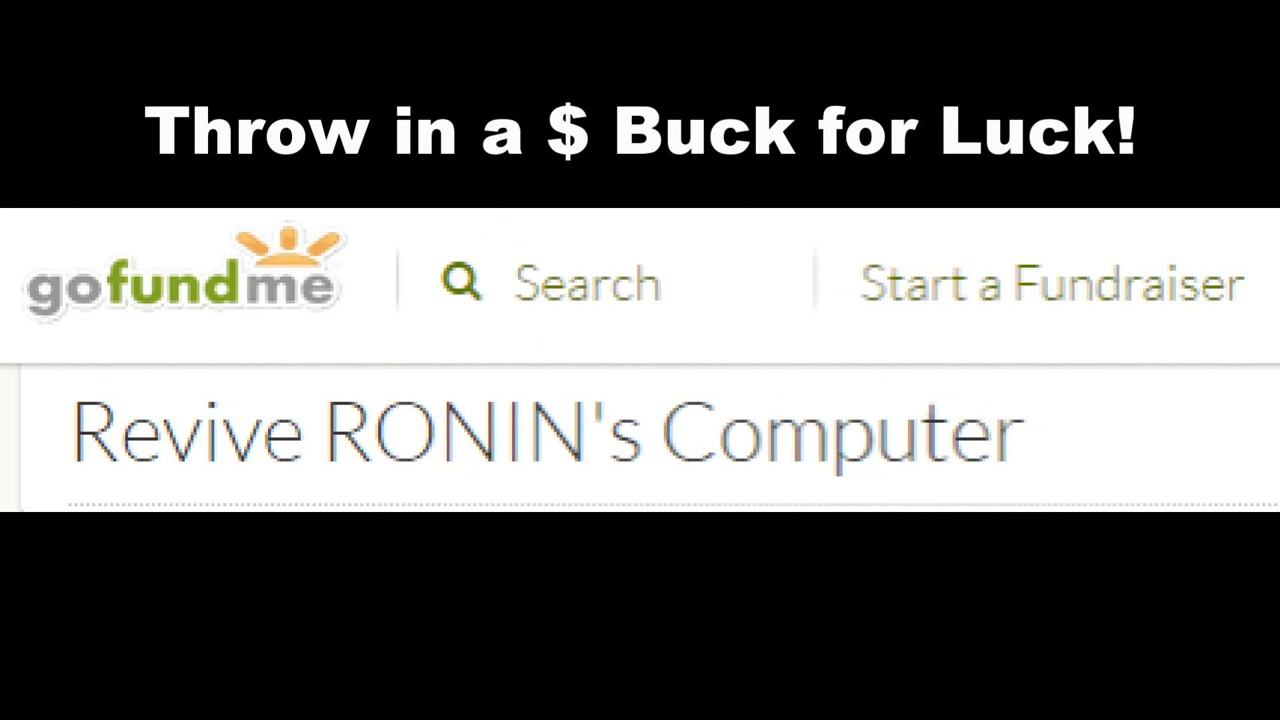 Throw in a $ Buck for Luck!
gofundme Search Start a Fundraiser
Revive RONIN's Computer